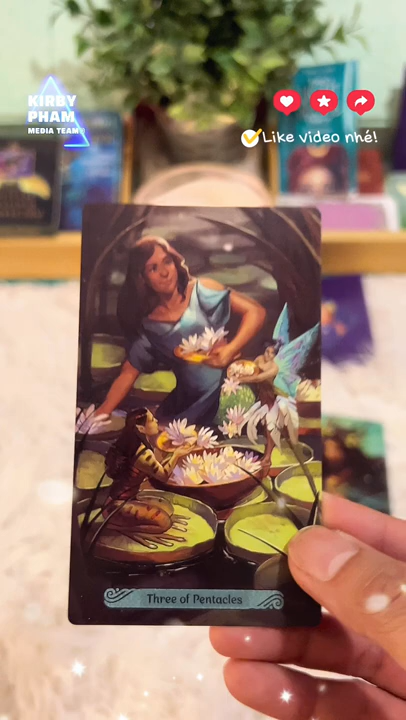 KIRBY
PHAM
MEDIA TEAM
Like video nhé!
Three of Pentacles